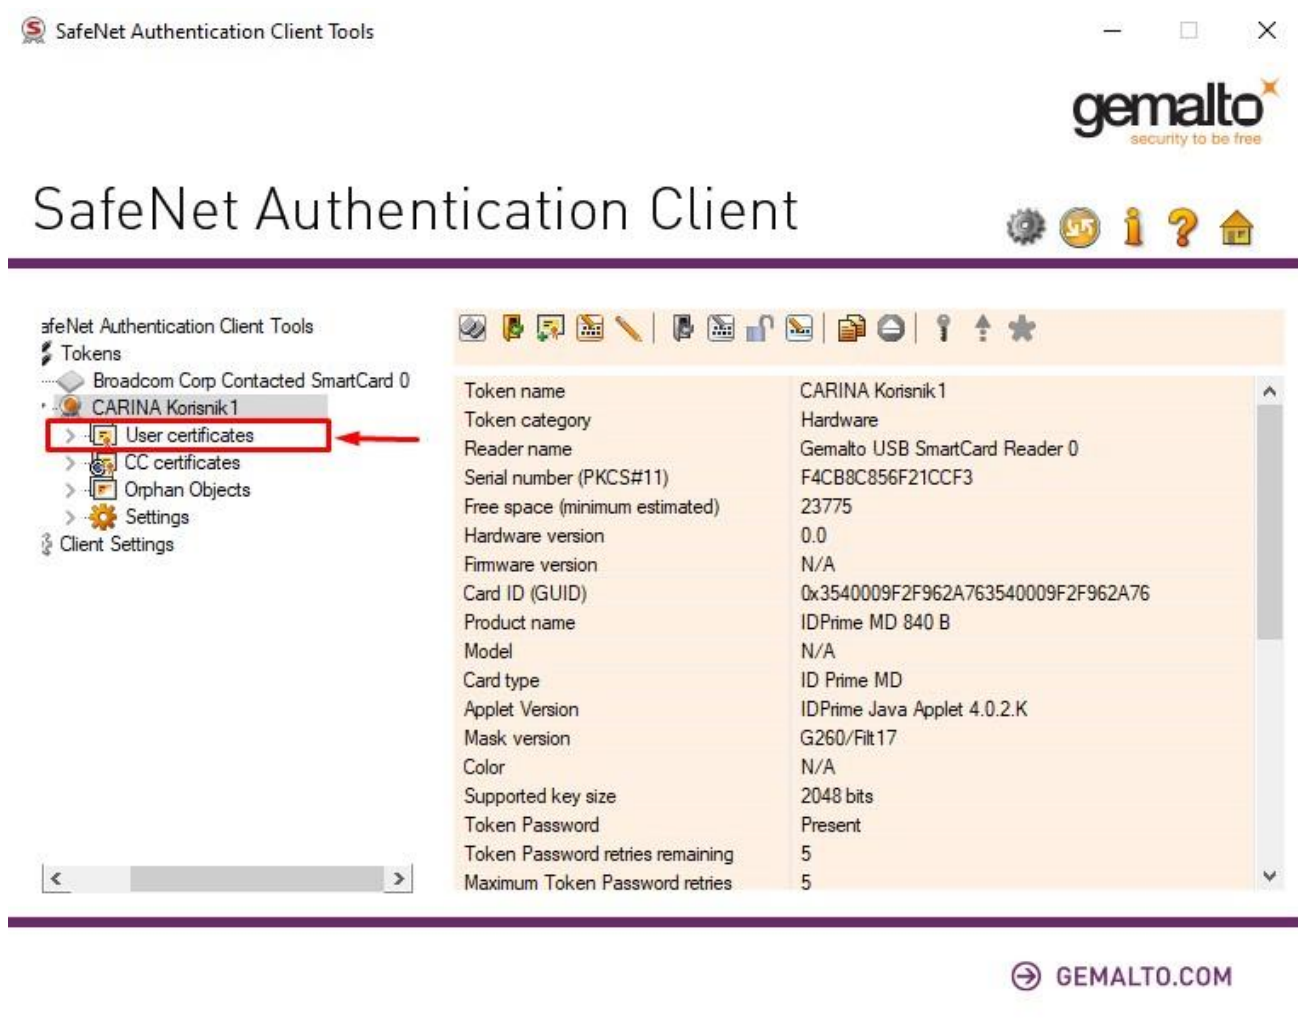 SafeNet Authentication Client Tools
gemalto
security to be free
SafeNet Authentication Client
afeNet Authentication Client Tools
Tokens
Broadcom Corp Contacted SmartCard 0
CARINA Korisnik1
User certificates
CC certificates
Orphan Objects
Settings
Client Settings
Token name CARINA Korisnik1
Token category Hardware
Reader name Gemalto USB SmartCard Reader 0
Serial number (PKCS#11) F4CB8C856F21CCF3
Free space (minimum estimated) 23775
Hardware version 0.0
Firmware version N/A
Card ID (GUID) 0x3540009F2F962A763540009F2F962A76
Product name IDPrime MD 840 B
Model N/A
Card type ID Prime MD
Applet Version IDPrime Java Applet 4.0.2.K
Mask version G260/Filt17
Color N/A
Supported key size 2048 bits
Token Password Present
Token Password retries remaining 5
Maximum Token Password retries 5
GEMALTO.COM